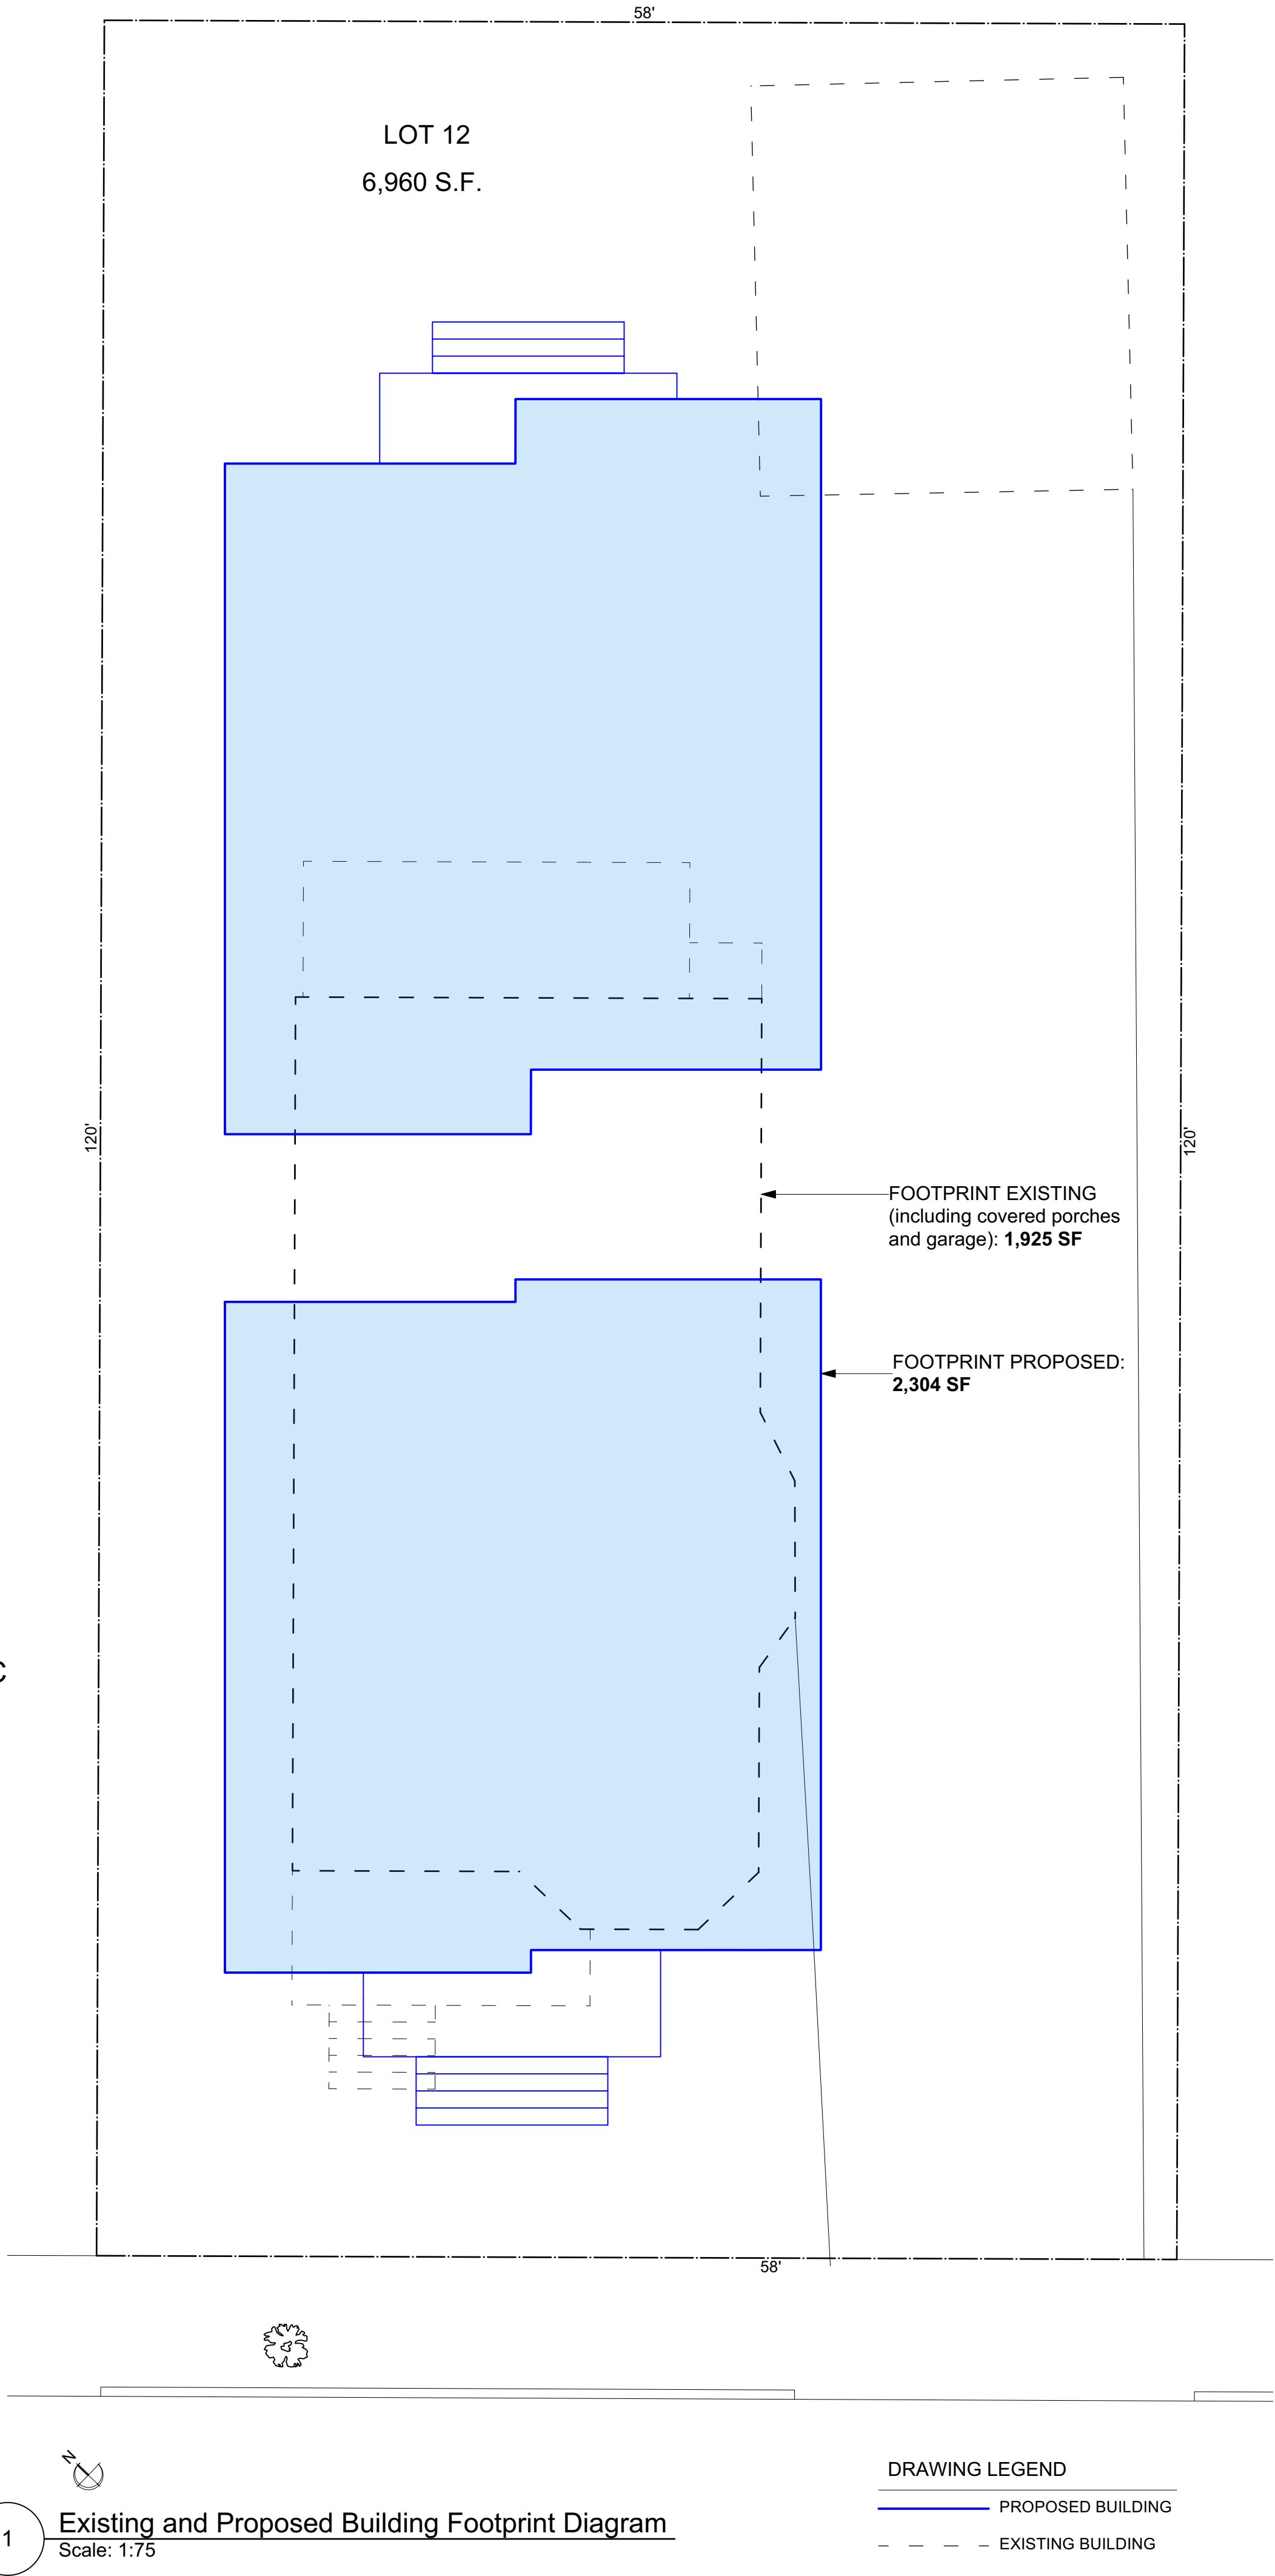 58'
LOT 12
6,960 S.F.
120'
120'
FOOTPRINT EXISTING
(including covered porches
and garage): 1,925 SF
FOOTPRINT PROPOSED:
2,304 SF
58'
N
1
Existing and Proposed Building Footprint Diagram
Scale: 1:75
DRAWING LEGEND
PROPOSED BUILDING
EXISTING BUILDING